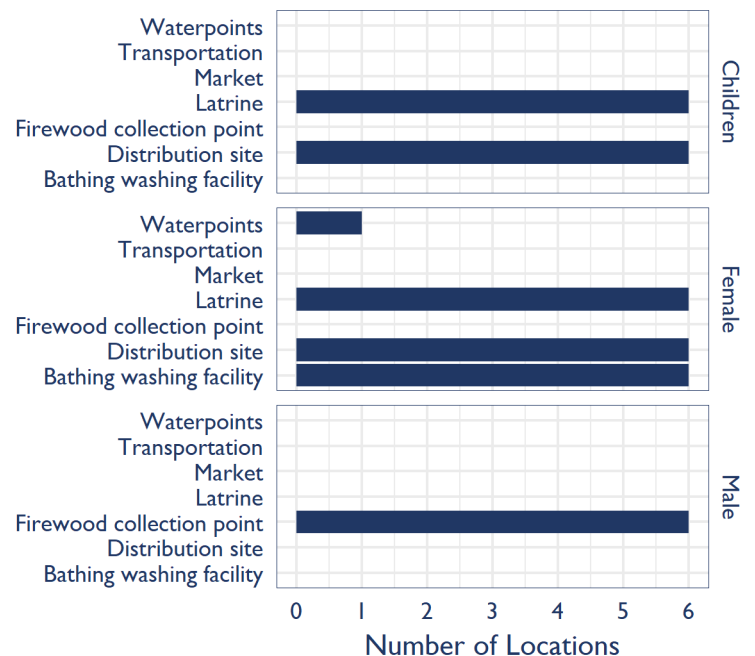 Waterpoints
Transportation
Market
Latrine
Firewood collection point
Distribution site
Bathing washing facility
Children
Waterpoints
Transportation
Market
Latrine
Firewood collection point
Distribution site
Bathing washing facility
Female
Waterpoints
Transportation
Market
Latrine
Firewood collection point
Distribution site
Bathing washing facility
Male
0 1 2 3 4 5 6
Number of Locations